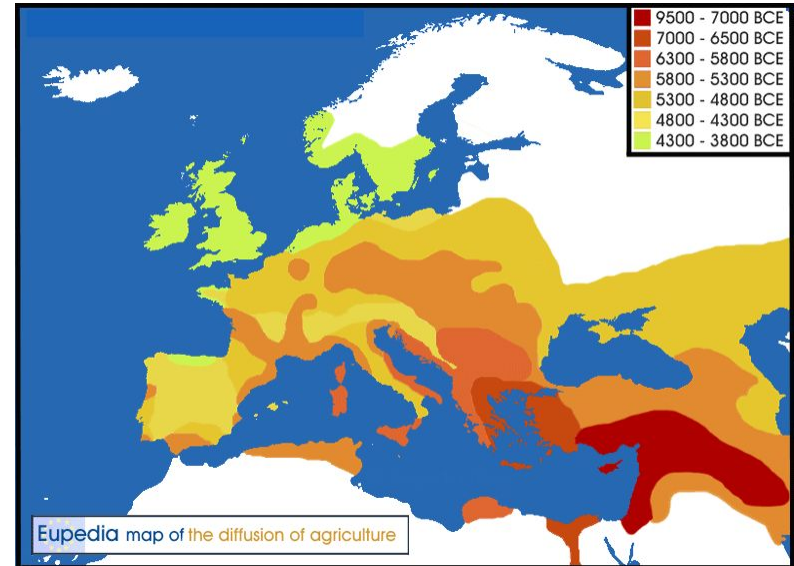 9500 - 7000 BCE
7000 - 6500 BCE
6300 - 5800 BCE
5800 - 5300 BCE
5300 - 4800 BCE
4800 - 4300 BCE
4300 - 3800 BCE
Eupedia map of the diffusion of agriculture